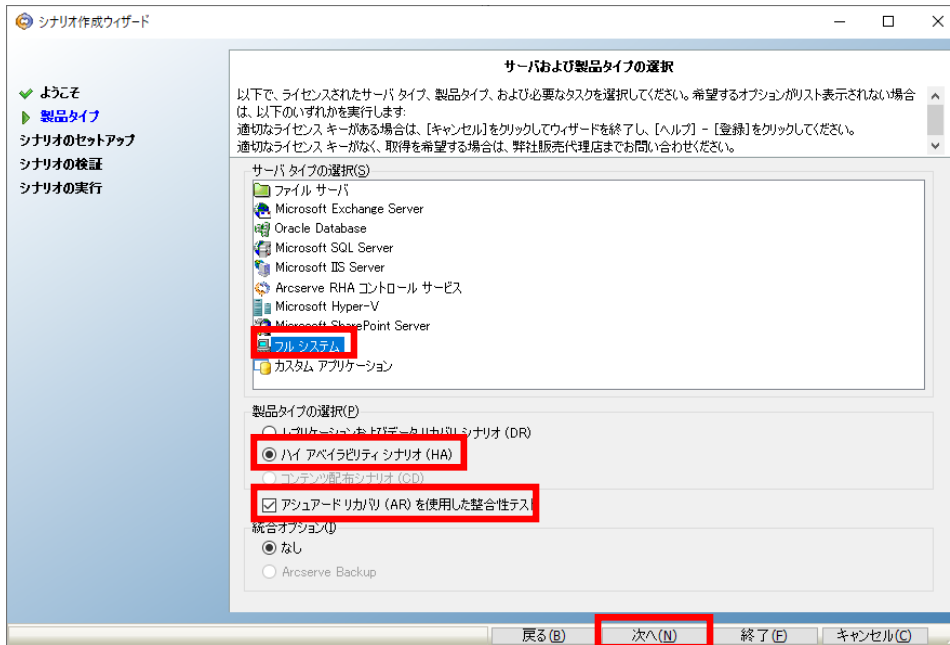 シナリオ作成ウィザード
サーバおよび製品タイプの選択
ようこそ
製品タイプ
シナリオのセットアップ
シナリオの検証
シナリオの実行
以下で、ライセンスされたサーバ タイプ、製品タイプ、および必要なタスクを選択してください。希望するオプションがリスト表示されない場合
は、以下のいずれかを実行します:
適切なライセンス キーがある場合は、[キャンセル]をクリックしてウィザードを終了し、[ヘルプ] - [登録]をクリックしてください。
適切なライセンス キーがなく、取得を希望する場合は、弊社販売代理店までお問い合わせください。
サーバ タイプの選択(S)
ファイル サーバ
Microsoft Exchange Server
Oracle Database
Microsoft SQL Server
Microsoft IIS Server
Arcserve RHA コントロール サービス
Microsoft Hyper-V
Microsoft SharePoint Server
フル システム
カスタム アプリケーション
製品タイプの選択(P)
レプリケーションおよびデータ リカバリ シナリオ (DR)
ハイ アベイラビリティ シナリオ (HA)
コンテンツ配布シナリオ (CD)
アシュアード リカバリ (AR) を使用した整合性テスト
統合オプション(I)
なし
Arcserve Backup
戻る(B)
次へ(N)
終了(F)
キャンセル(C)